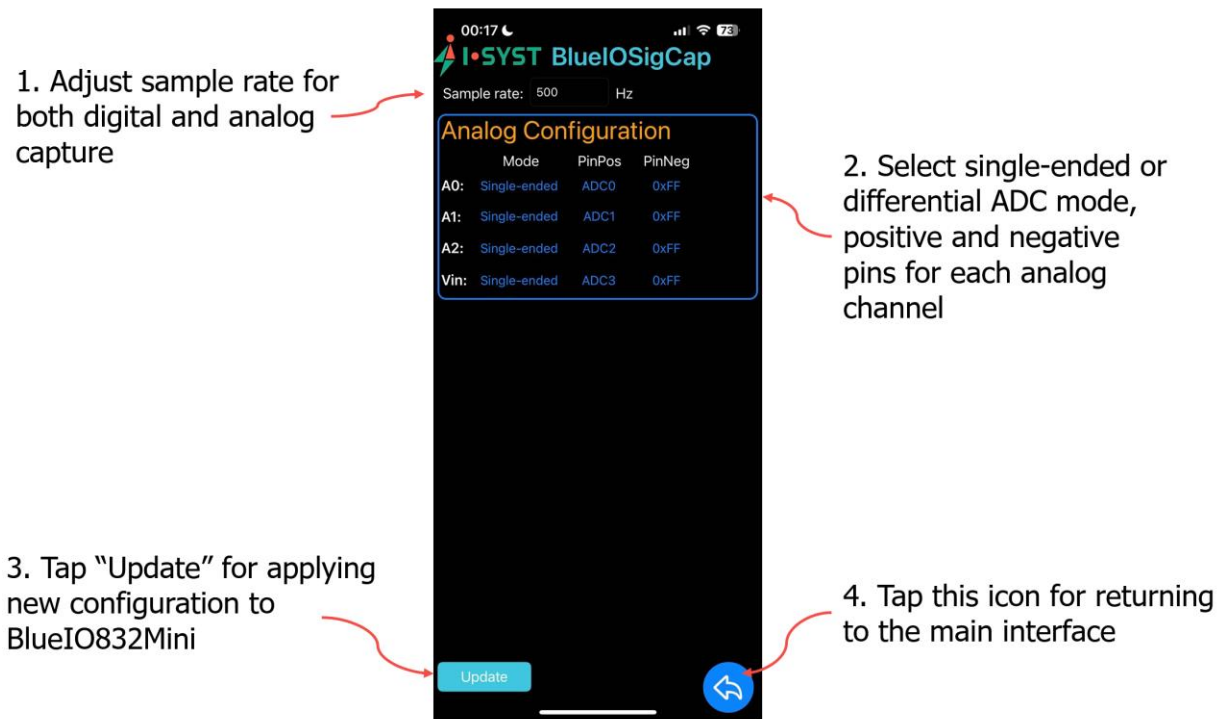 1. Adjust sample rate for
both digital and analog
capture
00:17 73
I•SYST BlueIOSigCap
Sample rate: 500 Hz
Analog Configuration
Mode PinPos PinNeg
A0: Single-ended ADC0 0xFF
A1: Single-ended ADC1 0xFF
A2: Single-ended ADC2 0xFF
Vin: Single-ended ADC3 0xFF
2. Select single-ended or
differential ADC mode,
positive and negative
pins for each analog
channel
3. Tap “Update” for applying
new configuration to
BlueIO832Mini
Update
4. Tap this icon for returning
to the main interface